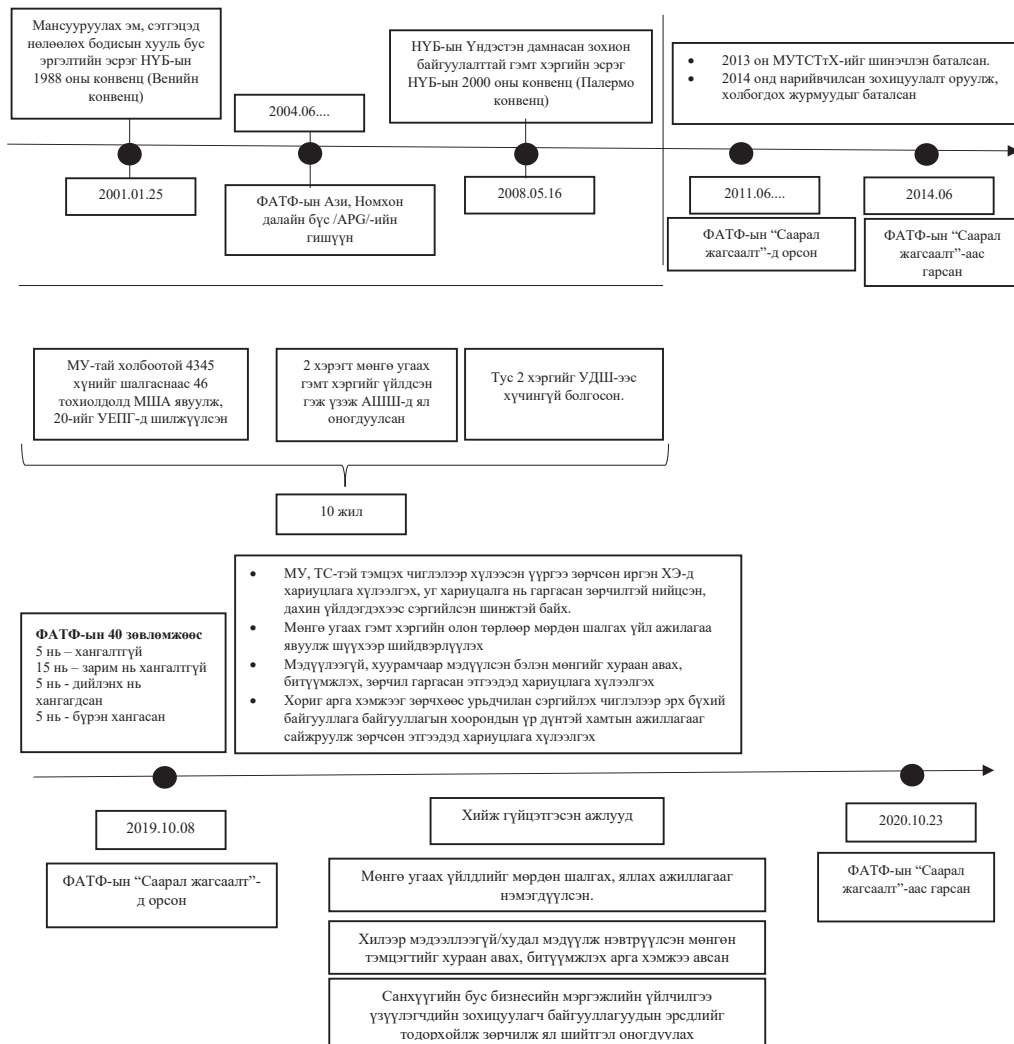 Мансууруулах эм, сэтгэцэд
нөлөөлөх бодисын хууль бус
эргэлтийн эсрэг НҮБ-ын
1988 оны конвенц (Венийн
конвенц)
2004.06....
НҮБ-ын Үндэстэн дамнасан зохион
байгуулалттай гэмт хэргийн эсрэг
НҮБ-ын 2000 оны конвенц (Палермо
конвенц)
• 2013 он МУТСТтХ-ийг шинэчлэн баталсан.
• 2014 онд нарийвчилсан зохицуулалт оруулж,
холбогдох журмуудыг баталсан
2001.01.25
ФАТФ-ын Ази, Номхон
далайн бүс /APG/-ийн
гишүүн
2008.05.16
2011.06....
2014.06
ФАТФ-ын “Саарал
жагсаалт”-д орсон
ФАТФ-ын “Саарал
жагсаалт”-аас
гарсан
МУ-тай холбоотой 4345
хүнийг шалгаснаас 46
тохиолдолд МША явуулж,
20-ийг УЕПГ-д шилжүүлсэн
2 хэрэгт мөнгө угаах
гэмт хэргийг үйлдсэн
гэж үзэж АШШ-д ял
оногдуулсан
Тус 2 хэргийг УДШ-ээс
хүчингүй болгосон.
10 жил
ФАТФ-ын 40 зөвлөмжөөс
5 нь – хангалтгүй
15 нь – зарим нь хангалтгүй
5 нь - дийлэнх нь
хангагдсан
5 нь - бүрэн хангасан
• МУ, ТС-тэй тэмцэх чиглэлээр хүлээсэн үүргээ зөрчсөн иргэн ХЭ-д
хариуцлага хүлээлгэх, уг хариуцалга нь гаргасан зөрчилтэй нийцсэн,
дахин үйлдэгдэхээс сэргийлсэн шинжтэй байх.
• Мөнгө угаах гэмт хэргийн олон төрлөөр мөрдөн шалгах үйл ажилагаа
явуулж шүүхээр шийдвэрлүүлэх
• Мэдүүлээгүй, хуурамчаар мэдүүлсэн бэлэн мөнгийг хураан авах,
битүүмжлэх, зөрчил гаргасан этгээдэд хариуцлага хүлээлгэх
• Хориг арга хэмжээг зөрчхөөс урьдчилан сэргийлэх чиглэлээр эрх бүхий
байгууллага байгууллагын хоорондын үр дүнтэй хамтын ажиллагааг
сайжруулж зөрчсөн этгээдэд хариуцлага хүлээлгэх
2019.10.08
Хийж гүйцэтгэсэн ажлууд
2020.10.23
ФАТФ-ын “Саарал жагсаалт”-
д орсон
Мөнгө угаах үйлдлийг мөрдөн шалгах, яллах ажиллагааг
нэмэгдүүлсэн.
ФАТФ-ын “Саарал
жагсаалт”-аас гарсан
Хилээр мэдээллээгүй/худал мэдүүлж нэвтрүүлсэн мөнгөн
тэмцэгтийг хураан авах, битүүмжлэх арга хэмжээ авсан
Санхүүгийн бус бизнесийн мэргэжлийн үйлчилгээ
үзүүлэгчдийн зохицуулагч байгууллагуудын эрсдлийг
тодорхойлж зөрчилж ял шийтгэл оногдуулах